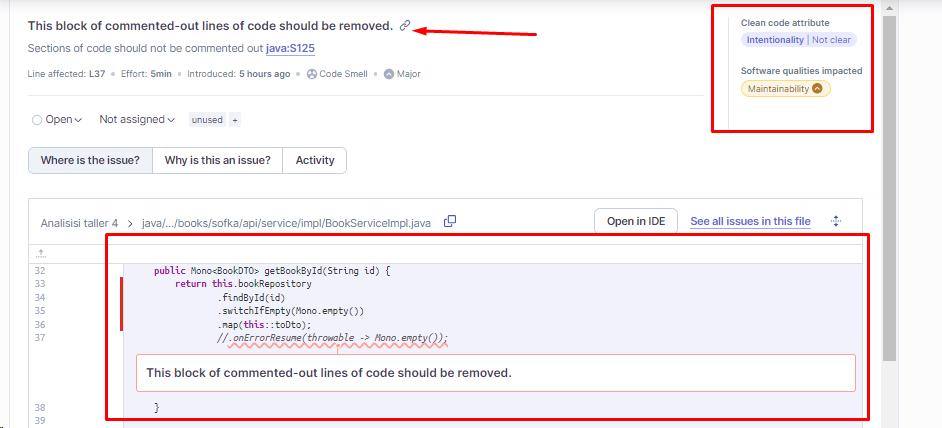 This block of commented-out lines of code should be removed.
Clean code attribute
Sections of code should not be commented out java:S125
Intentionality | Not clear
Line affected: L37 • Effort: 5min • Introduced: 5 hours ago • Code Smell • Major
Software qualities impacted
Maintainability
Open Not assigned unused +
Where is the issue? Why is this an issue? Activity
Analisisi taller 4 > java/.../books/sofka/api/service/impl/BookServiceImpl.java Open in IDE See all issues in this file
32 public Mono<BookDTO> getBookById(String id) {
33 return this.bookRepository
34 .findById(id)
35 .switchIfEmpty(Mono.empty())
36 .map(this::toDto);
37 //.onErrorResume(throwable -> Mono.empty());
This block of commented-out lines of code should be removed.
38 }
39